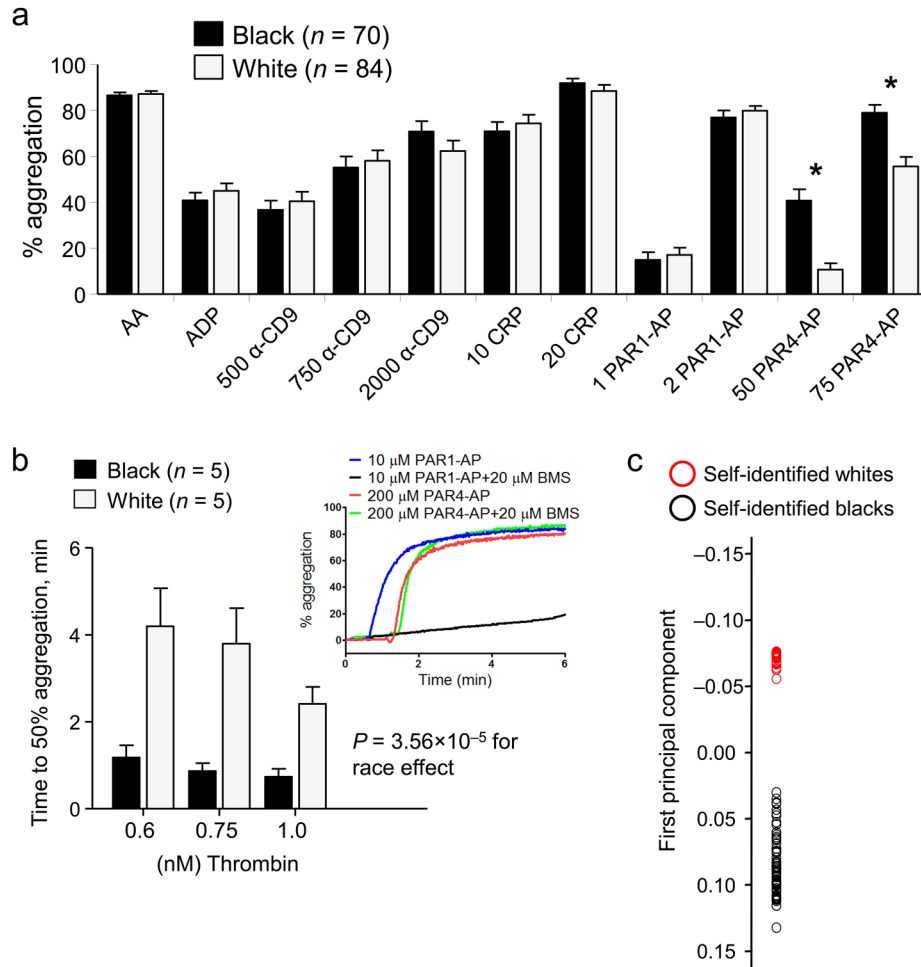 a
Black (n = 70)
White (n = 84)
% aggregation
100
80
60
40
20
0
*
*
AA
ADP
500 α-CD9
750 α-CD9
2000 α-CD9
10 CRP
20 CRP
1 PAR1-AP
2 PAR1-AP
50 PAR4-AP
75 PAR4-AP
b
Black (n = 5)
White (n = 5)
Time to 50% aggregation, min
6
4
2
0
0.6 0.75 1.0
(nM) Thrombin
10 μM PAR1-AP
10 μM PAR1-AP+20 μM BMS
200 μM PAR4-AP
200 μM PAR4-AP+20 μM BMS
% aggregation
100
80
60
40
20
0
0 2 4 6
Time (min)
P = 3.56×10⁻⁵ for
race effect
c
Self-identified whites
Self-identified blacks
First principal component
–0.15
–0.10
–0.05
0.00
0.05
0.10
0.15